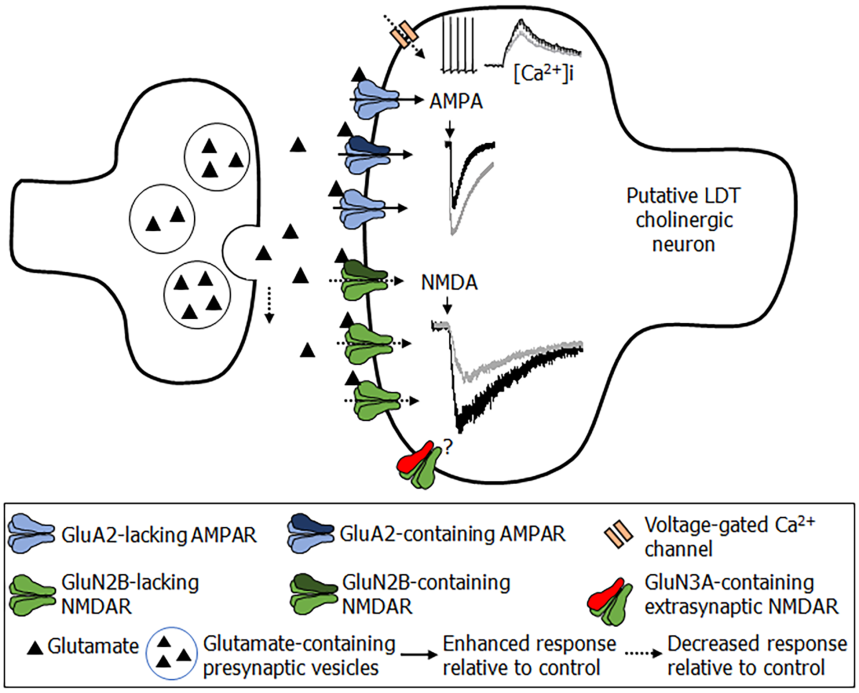 [Ca²⁺]i
AMPA
Putative LDT
cholinergic
neuron
NMDA
?
GluA2-lacking AMPAR
GluA2-containing AMPAR
Voltage-gated Ca²⁺
channel
GluN2B-lacking
NMDAR
GluN2B-containing
NMDAR
GluN3A-containing
extrasynaptic NMDAR
Glutamate
Glutamate-containing
presynaptic vesicles
Enhanced response
relative to control
Decreased response
relative to control